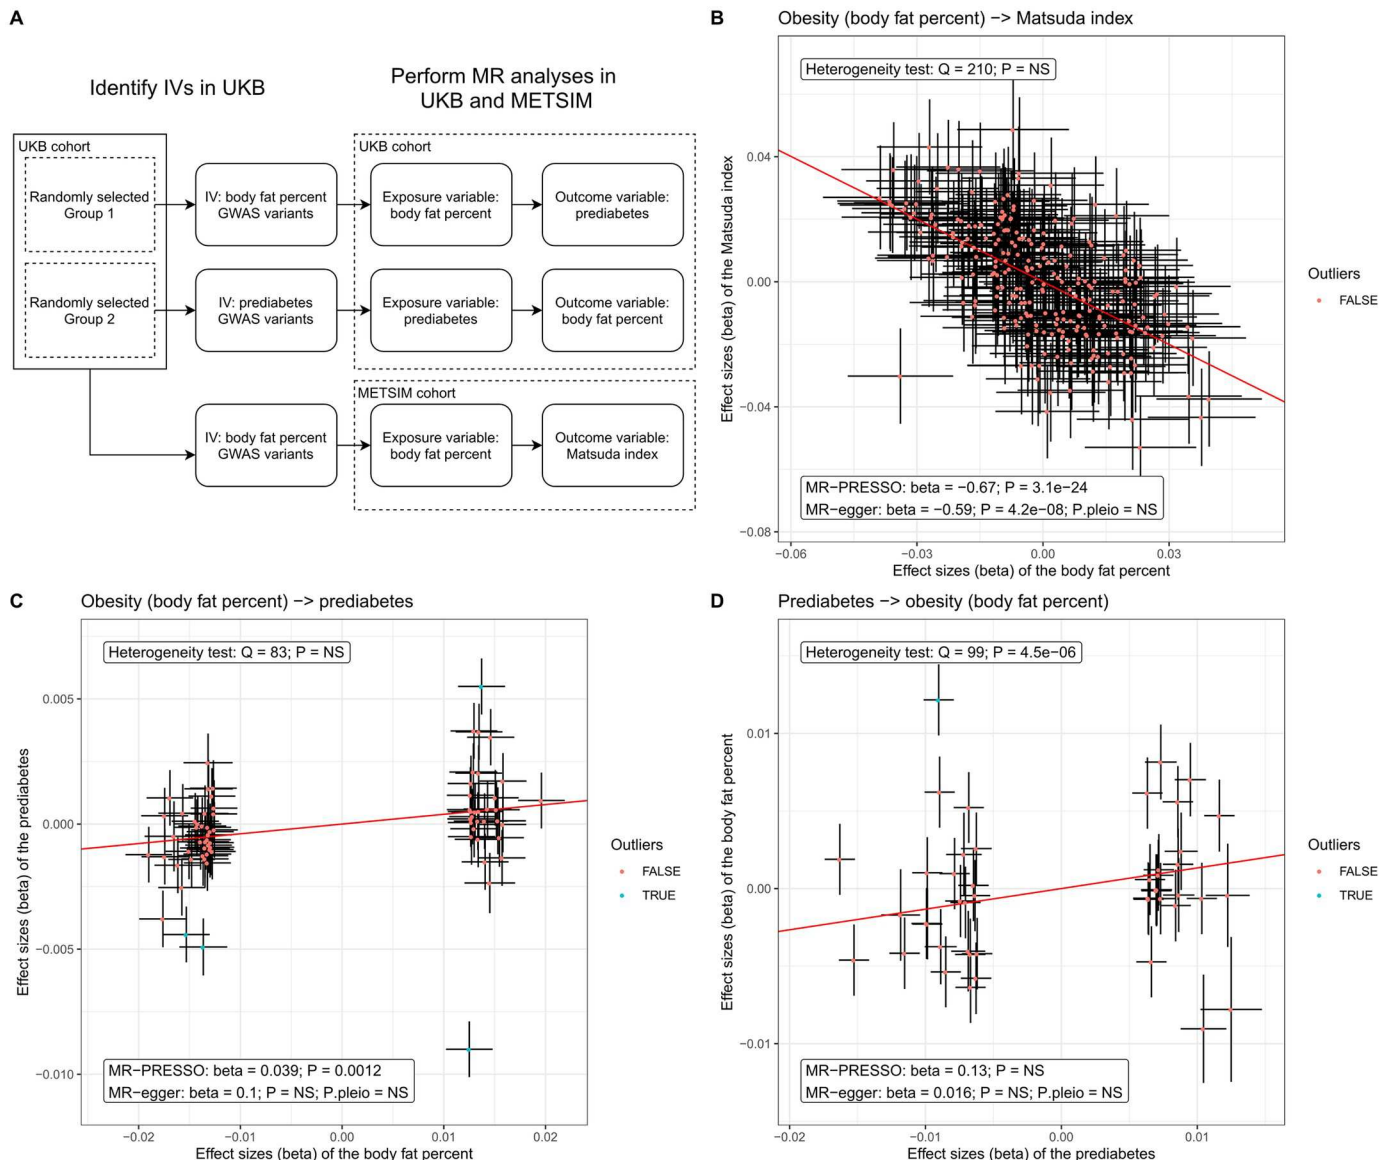 A
Identify IVs in UKB
Perform MR analyses in
UKB and METSIM
UKB cohort
Randomly selected
Group 1
IV: body fat percent
GWAS variants
UKB cohort
Exposure variable:
body fat percent
Outcome variable:
prediabetes
Randomly selected
Group 2
IV: prediabetes
GWAS variants
Exposure variable:
prediabetes
Outcome variable:
body fat percent
METSIM cohort
IV: body fat percent
GWAS variants
Exposure variable:
body fat percent
Outcome variable:
Matsuda index
B
Obesity (body fat percent) −> Matsuda index
Heterogeneity test: Q = 210; P = NS
Effect sizes (beta) of the Matsuda index
0.04
0.00
−0.04
−0.08
MR−PRESSO: beta = −0.67; P = 3.1e−24
MR−egger: beta = −0.59; P = 4.2e−08; P.pleio = NS
−0.06
−0.03
0.00
0.03
Effect sizes (beta) of the body fat percent
Outliers
FALSE
C
Obesity (body fat percent) −> prediabetes
Heterogeneity test: Q = 83; P = NS
Effect sizes (beta) of the prediabetes
0.005
0.000
−0.005
−0.010
MR−PRESSO: beta = 0.039; P = 0.0012
MR−egger: beta = 0.1; P = NS; P.pleio = NS
−0.02
−0.01
0.00
0.01
0.02
Effect sizes (beta) of the body fat percent
Outliers
FALSE
TRUE
D
Prediabetes −> obesity (body fat percent)
Heterogeneity test: Q = 99; P = 4.5e−06
Effect sizes (beta) of the body fat percent
0.01
0.00
−0.01
MR−PRESSO: beta = 0.13; P = NS
MR−egger: beta = 0.016; P = NS; P.pleio = NS
−0.02
−0.01
0.00
0.01
Effect sizes (beta) of the prediabetes
Outliers
FALSE
TRUE